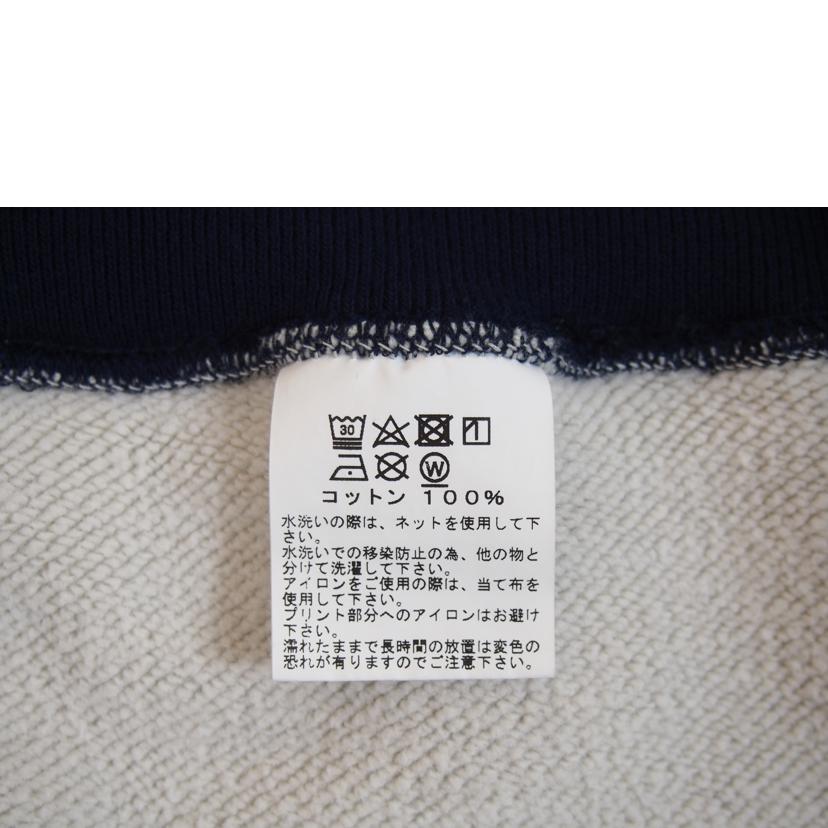 30
W
コットン 100%
水洗いの際は、ネットを使用して下
さい。
水洗いでの移染防止の為、他の物と
分けて洗濯して下さい。
アイロンをご使用の際は、当て布を
使用して下さい。
プリント部分へのアイロンはお避け
下さい。
濡れたままで長時間の放置は変色の
恐れが有りますのでご注意下さい。